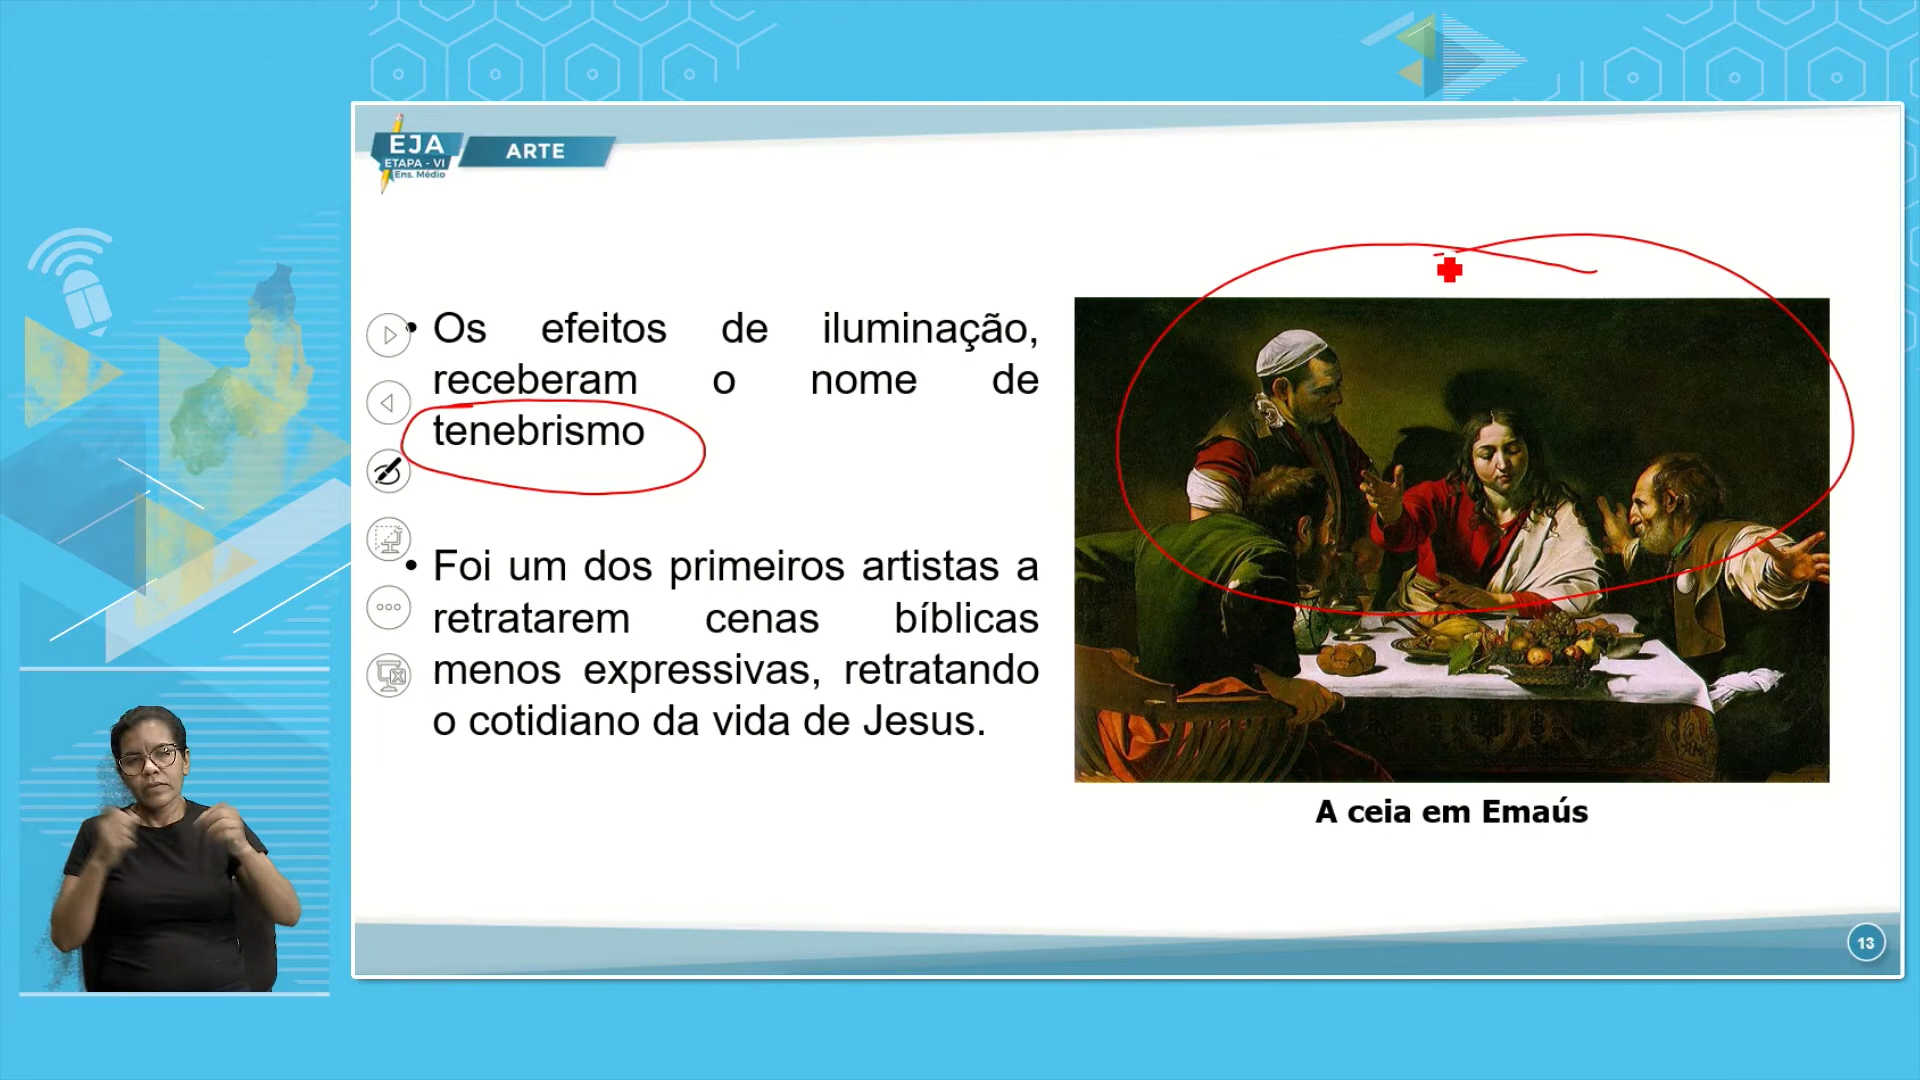 EJA
ETAPA - VI
Ens. Médio
ARTE
• Os efeitos de iluminação,
receberam o nome de
tenebrismo
• Foi um dos primeiros artistas a
retratarem cenas bíblicas
menos expressivas, retratando
o cotidiano da vida de Jesus.
A ceia em Emaús
13